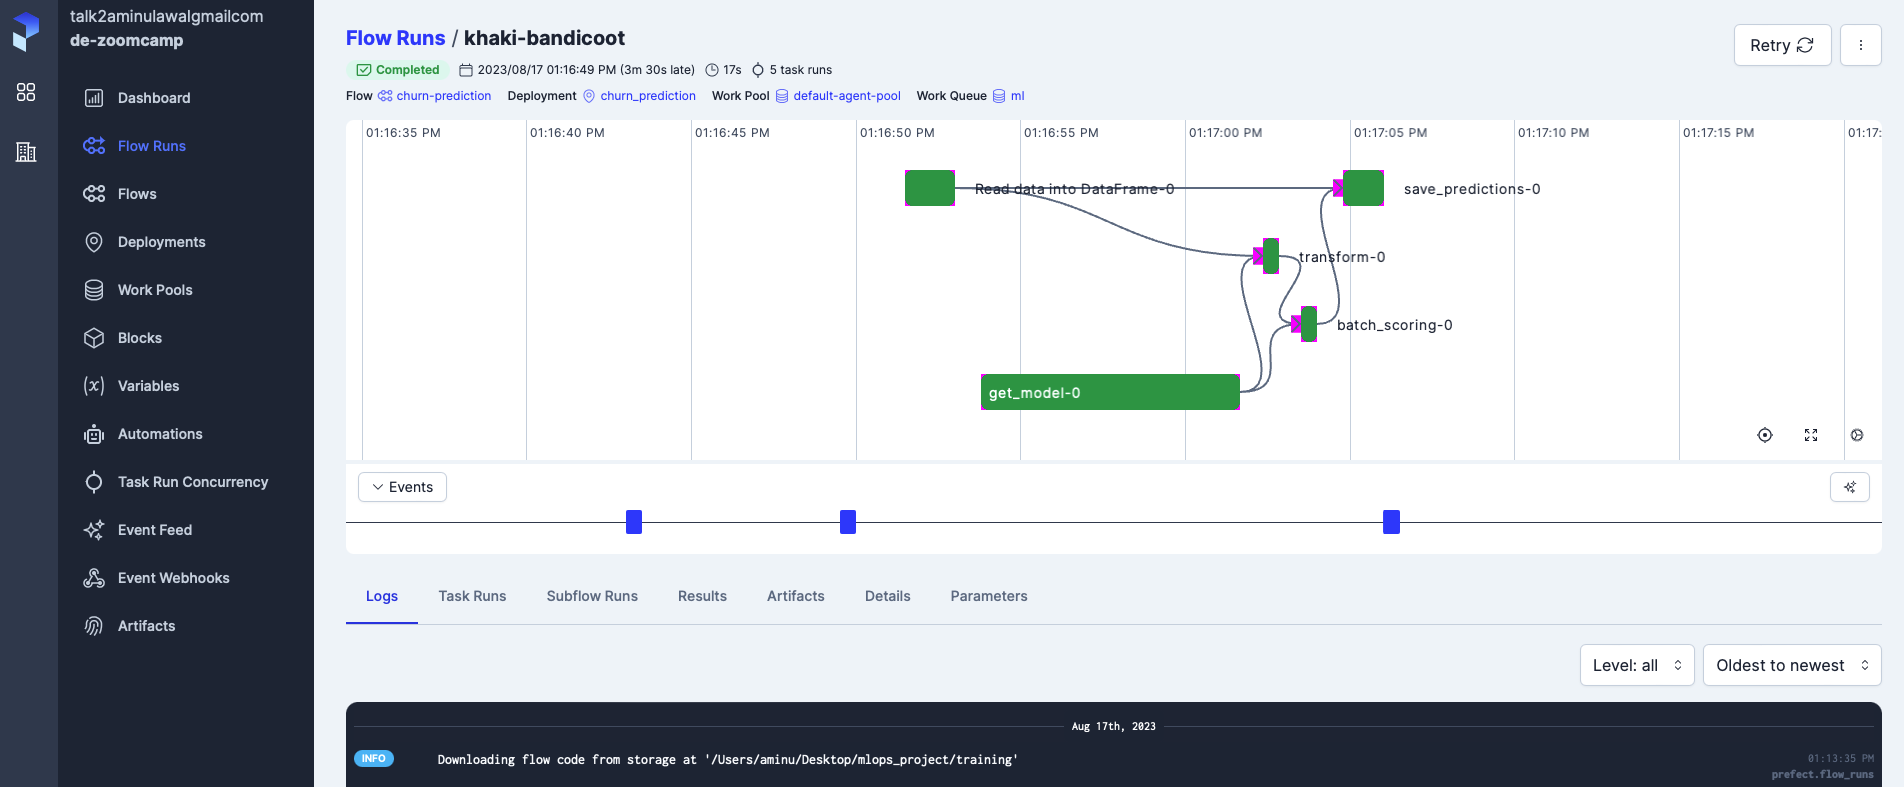 talk2aminulawalgmailcom
de-zoomcamp
Dashboard
Flow Runs
Flows
Deployments
Work Pools
Blocks
Variables
Automations
Task Run Concurrency
Event Feed
Event Webhooks
Artifacts
Flow Runs / khaki-bandicoot
Retry
Completed 2023/08/17 01:16:49 PM (3m 30s late) 17s 5 task runs
Flow churn-prediction Deployment churn_prediction Work Pool default-agent-pool Work Queue ml
01:16:35 PM 01:16:40 PM 01:16:45 PM 01:16:50 PM 01:16:55 PM 01:17:00 PM 01:17:05 PM 01:17:10 PM 01:17:15 PM 01:17:
Read data into DataFrame-0 save_predictions-0
transform-0
batch_scoring-0
get_model-0
Events
Logs Task Runs Subflow Runs Results Artifacts Details Parameters
Level: all Oldest to newest
Aug 17th, 2023
INFO Downloading flow code from storage at '/Users/aminu/Desktop/mlops_project/training' 01:13:35 PM
prefect.flow_runs